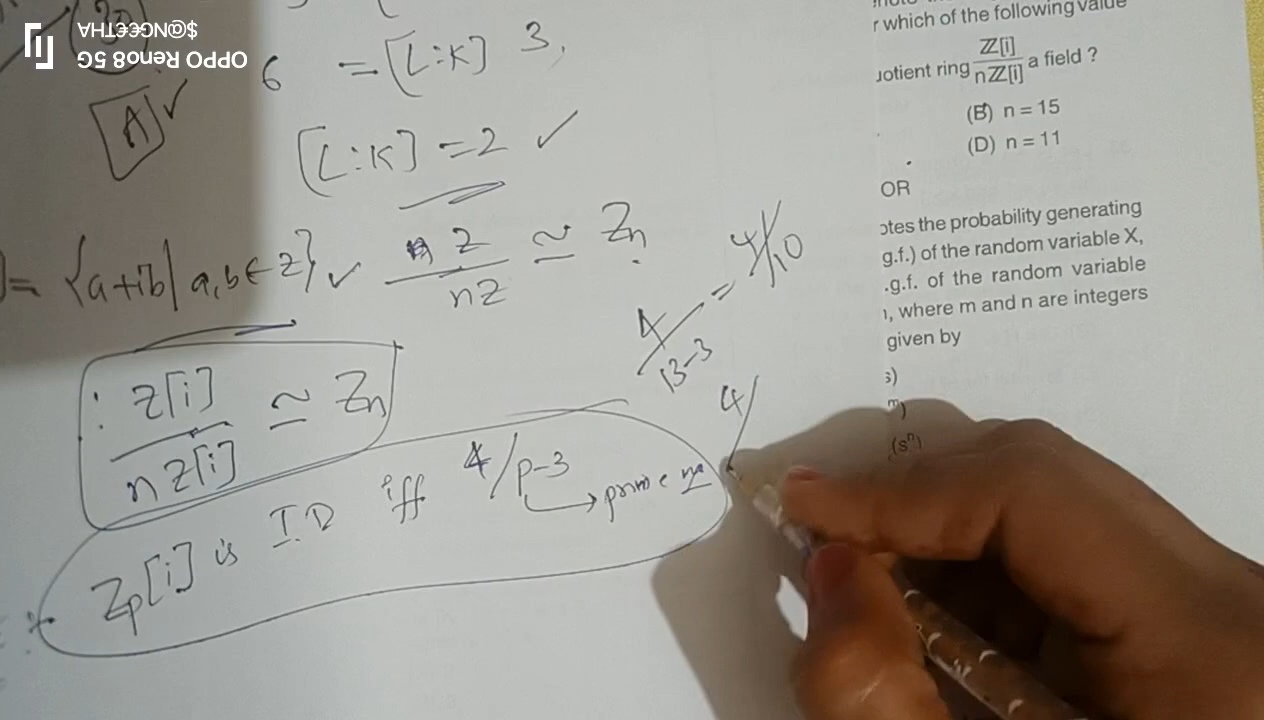 $@NGEETHA
OPPO Reno8 5G
6 = [L:K] 3,
[A] ✓
[L:K] = 2 ✓
= {a+ib | a,b ∈ Z} ✓ Z/nZ ≃ Zn
4/13-3 = 4/10
∴ Z[i]/nZ[i] ≃ Zn
Zp[i] is I.D iff 4/p-3 → prime no
4/
r which of the following value
uotient ring ℤ[i]/nℤ[i] a field ?
(B) n = 15
(D) n = 11
OR
otes the probability generating
g.f.) of the random variable X,
.g.f. of the random variable
, where m and n are integers
given by
s)
m)
(sⁿ)